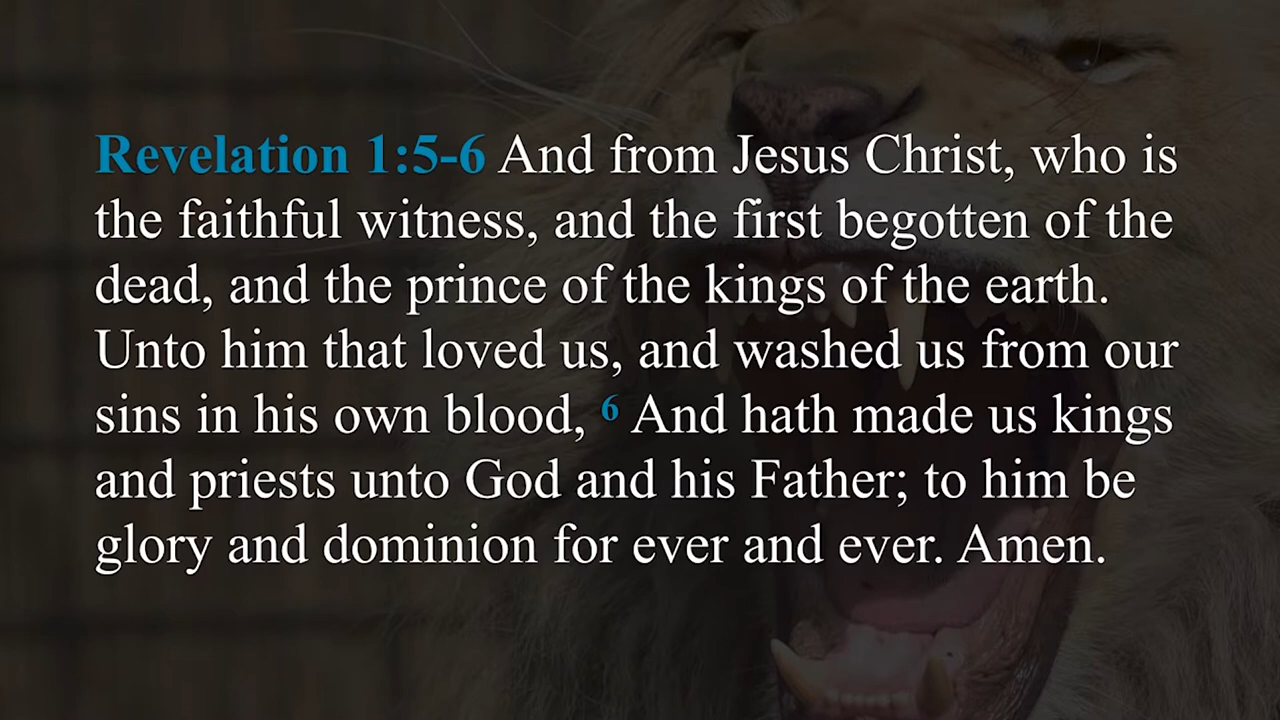 Revelation 1:5-6 And from Jesus Christ, who is
the faithful witness, and the first begotten of the
dead, and the prince of the kings of the earth.
Unto him that loved us, and washed us from our
sins in his own blood, 6 And hath made us kings
and priests unto God and his Father; to him be
glory and dominion for ever and ever. Amen.